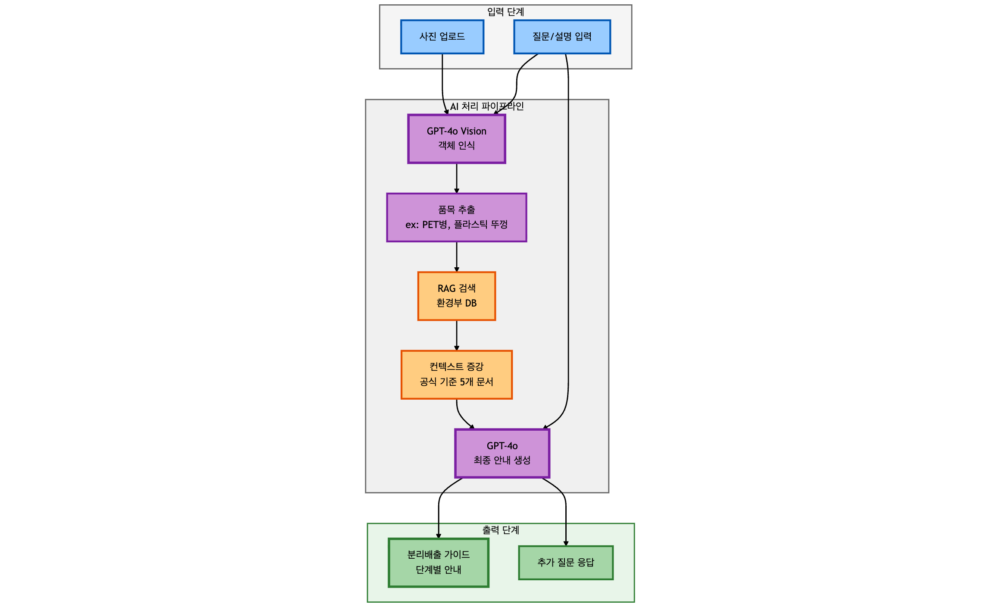 입력 단계
사진 업로드
질문/설명 입력
AI 처리 파이프라인
GPT-4o Vision
객체 인식
품목 추출
ex: PET병, 플라스틱 뚜껑
RAG 검색
환경부 DB
컨텍스트 증강
공식 기준 5개 문서
GPT-4o
최종 안내 생성
출력 단계
분리배출 가이드
단계별 안내
추가 질문 응답